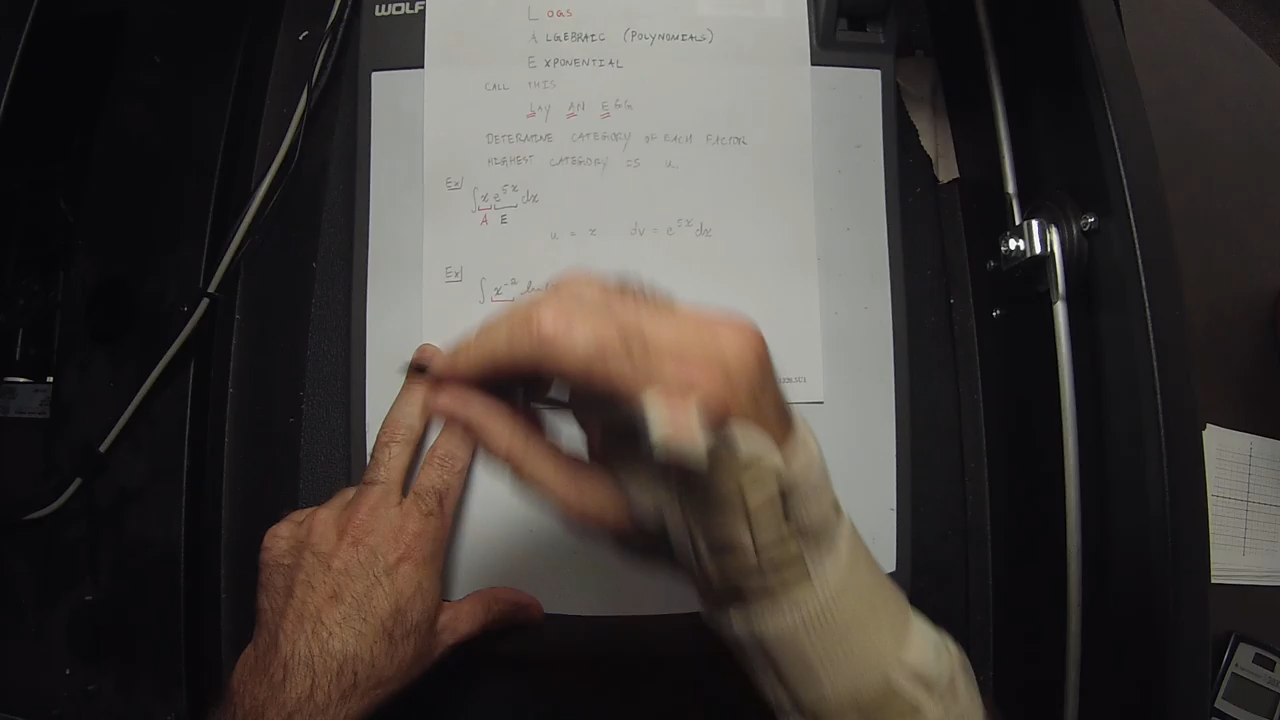 WOLF
L OGS
A LGEBRAIC (POLYNOMIALS)
E XPONENTIAL
CALL THIS
LAY AN EGG
DETERMINE CATEGORY OF EACH FACTOR
HIGHEST CATEGORY IS u.
Ex)
∫ x e^{5x} dx
A E
u = x dv = e^{5x} dx
Ex)
∫ x^{-2}